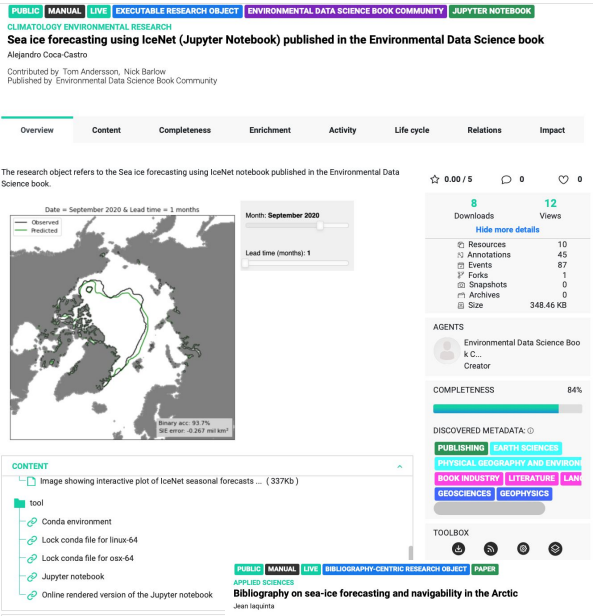 PUBLIC MANUAL LIVE EXECUTABLE RESEARCH OBJECT ENVIRONMENTAL DATA SCIENCE BOOK COMMUNITY JUPYTER NOTEBOOK
CLIMATOLOGY ENVIRONMENTAL RESEARCH
Sea ice forecasting using IceNet (Jupyter Notebook) published in the Environmental Data Science book
Alejandro Coca-Castro
Contributed by Tom Andersson, Nick Barlow
Published by Environmental Data Science Book Community
Overview Content Completeness Enrichment Activity Life cycle Relations Impact
The research object refers to the Sea ice forecasting using IceNet notebook published in the Environmental Data
Science book.
Date = September 2020 & Lead time = 1 months
Observed
Predicted
Binary acc: 93.7%
SIE error: -0.267 mil km²
Month: September 2020
Lead time (months): 1
0.00 / 5 0 0
8 12
Downloads Views
Hide more details
Resources 10
Annotations 45
Events 87
Forks 1
Snapshots 0
Archives 0
Size 348.46 KB
AGENTS
Environmental Data Science Boo
k C...
Creator
COMPLETENESS 84%
DISCOVERED METADATA:
PUBLISHING EARTH SCIENCES
PHYSICAL GEOGRAPHY AND ENVIRON
BOOK INDUSTRY LITERATURE LAN
GEOSCIENCES GEOPHYSICS
TOOLBOX
CONTENT
Image showing interactive plot of IceNet seasonal forecasts ... ( 337Kb )
tool
Conda environment
Lock conda file for linux-64
Lock conda file for osx-64
Jupyter notebook
Online rendered version of the Jupyter notebook
PUBLIC MANUAL LIVE BIBLIOGRAPHY-CENTRIC RESEARCH OBJECT PAPER
APPLIED SCIENCES
Bibliography on sea-ice forecasting and navigability in the Arctic
Jean Iaquinta